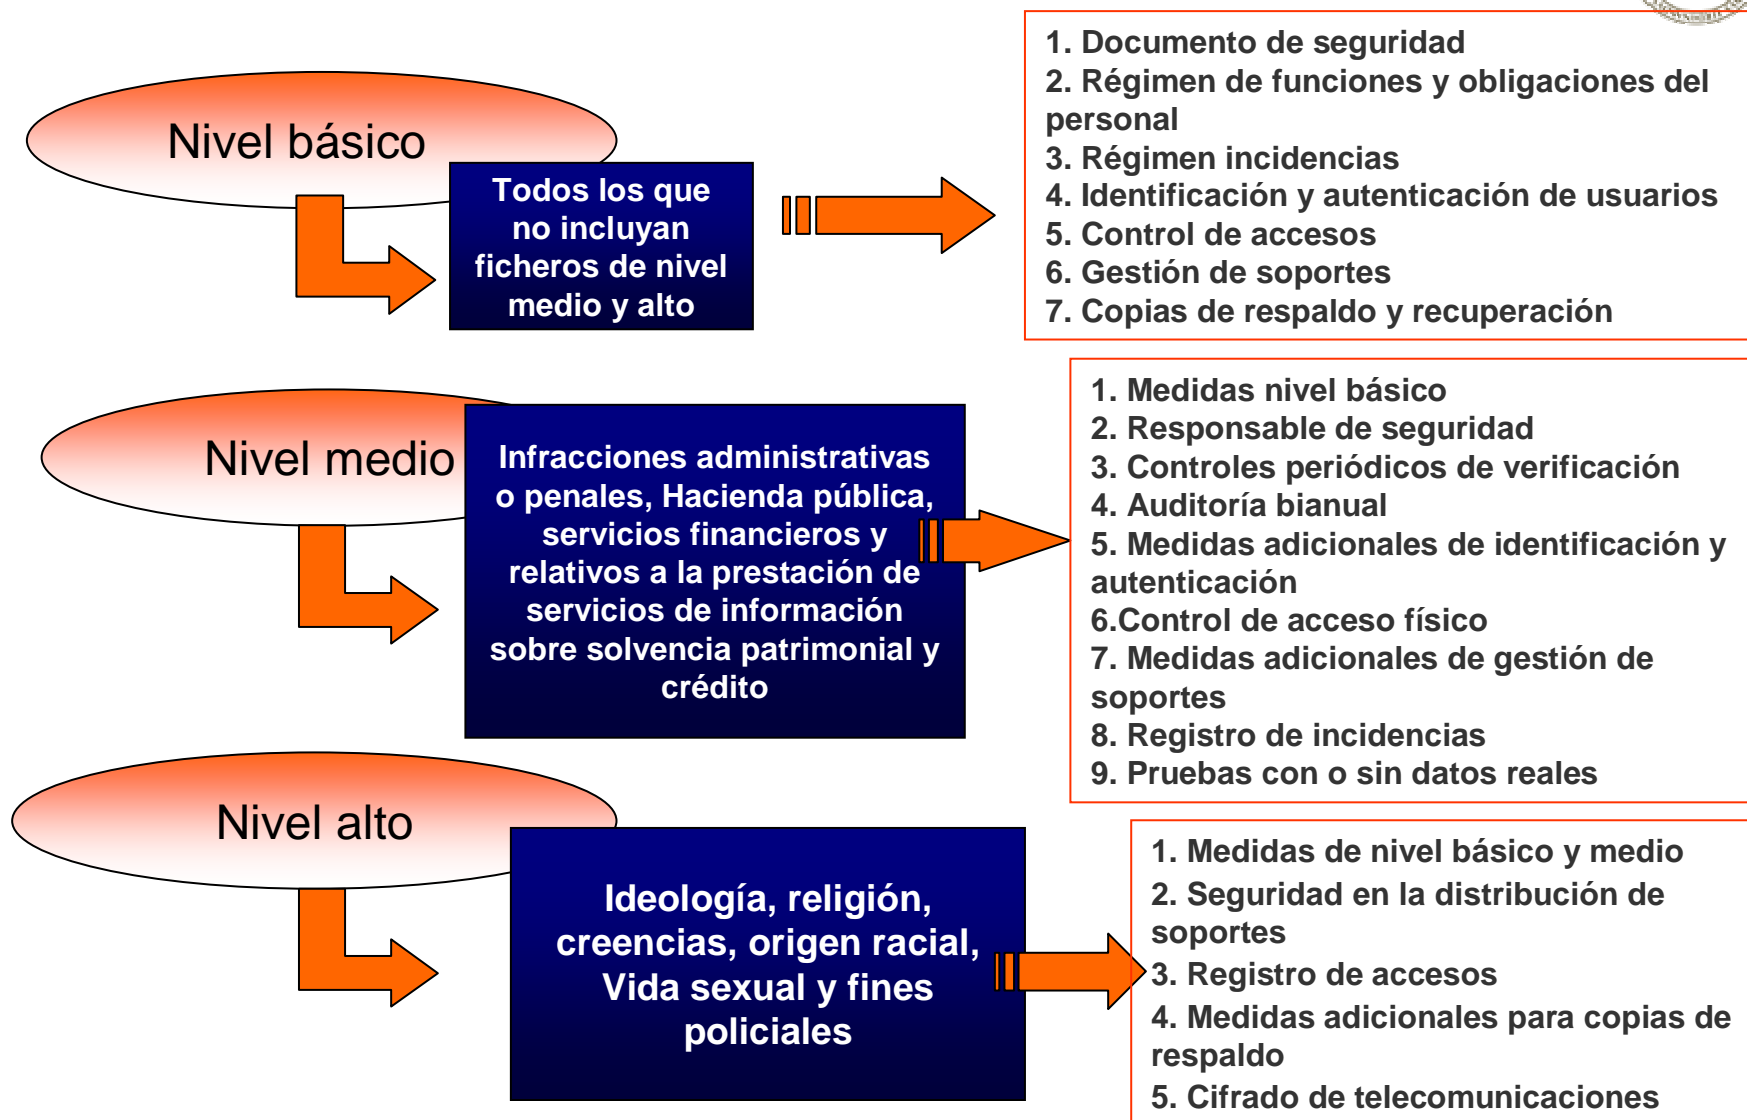 Nivel básico
Todos los que
no incluyan
ficheros de nivel
medio y alto
1. Documento de seguridad
2. Régimen de funciones y obligaciones del
personal
3. Régimen incidencias
4. Identificación y autenticación de usuarios
5. Control de accesos
6. Gestión de soportes
7. Copias de respaldo y recuperación
Nivel medio
Infracciones administrativas
o penales, Hacienda pública,
servicios financieros y
relativos a la prestación de
servicios de información
sobre solvencia patrimonial y
crédito
1. Medidas nivel básico
2. Responsable de seguridad
3. Controles periódicos de verificación
4. Auditoría bianual
5. Medidas adicionales de identificación y
autenticación
6.Control de acceso físico
7. Medidas adicionales de gestión de
soportes
8. Registro de incidencias
9. Pruebas con o sin datos reales
Nivel alto
Ideología, religión,
creencias, origen racial,
Vida sexual y fines
policiales
1. Medidas de nivel básico y medio
2. Seguridad en la distribución de
soportes
3. Registro de accesos
4. Medidas adicionales para copias de
respaldo
5. Cifrado de telecomunicaciones